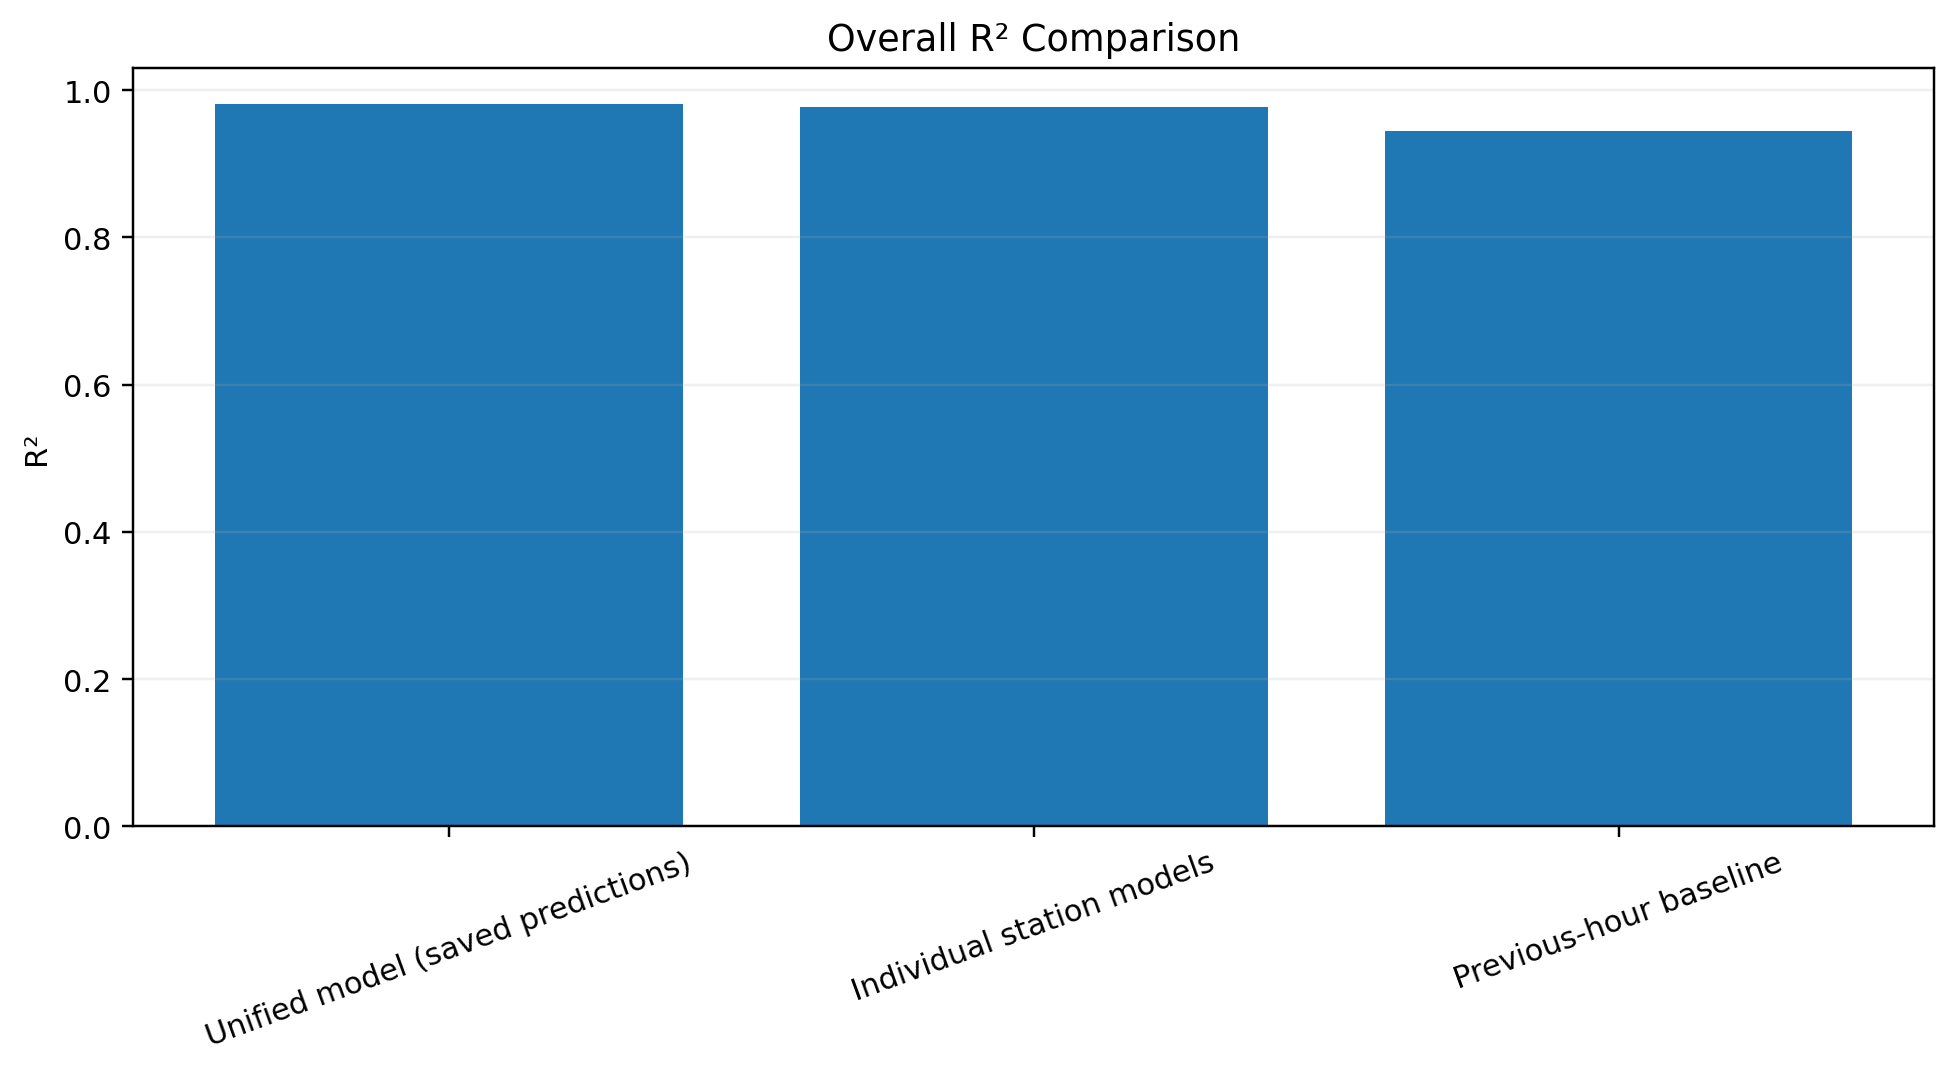 Overall R² Comparison
1.0
0.8
0.6
0.4
0.2
0.0
R²
Unified model (saved predictions)
Individual station models
Previous-hour baseline